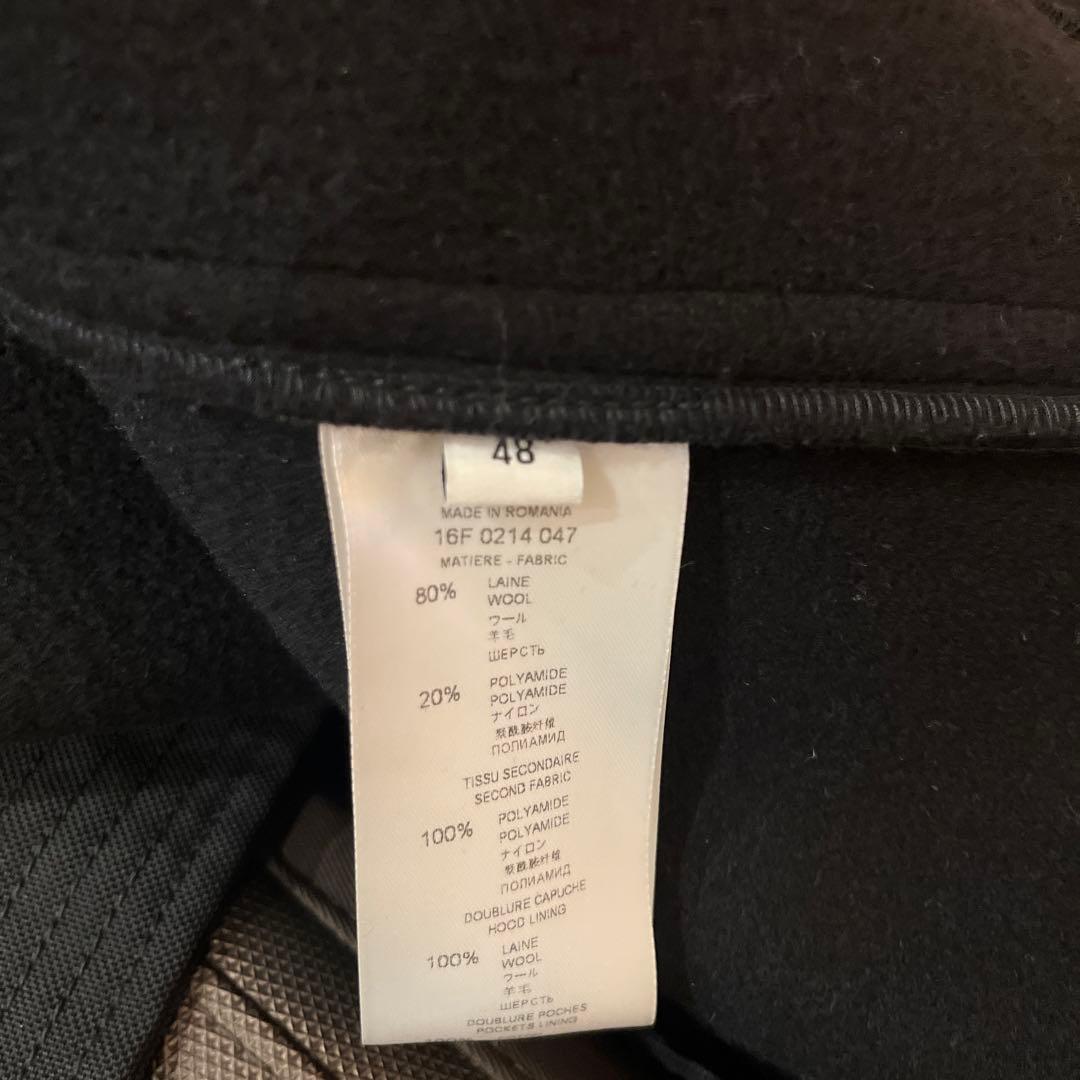 48
MADE IN ROMANIA
16F 0214 047
MATIERE - FABRIC
80% LAINE
WOOL
ウール
羊毛
ШЕРСТЬ
20% POLYAMIDE
POLYAMIDE
ナイロン
聚酰胺纤维
ПОЛИАМИД
TISSU SECONDAIRE
SECOND FABRIC
100% POLYAMIDE
POLYAMIDE
ナイロン
聚酰胺纤维
ПОЛИАМИД
DOUBLURE CAPUCHE
HOOD LINING
100% LAINE
WOOL
ウール
羊毛
ШЕРСТЬ
DOUBLURE POCHES
POCKETS LINING